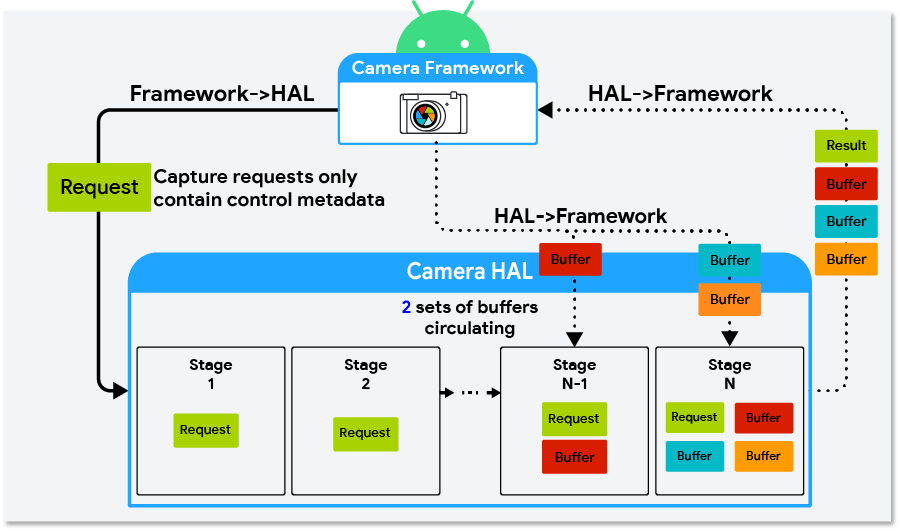 Camera Framework
Framework->HAL
HAL->Framework
Request
Capture requests only
contain control metadata
Result
Buffer
Buffer
Buffer
HAL->Framework
Buffer
Buffer
Buffer
Camera HAL
2 sets of buffers
circulating
Stage
1
Request
Stage
2
Request
Stage
N-1
Request
Buffer
Stage
N
Request
Buffer
Buffer
Buffer